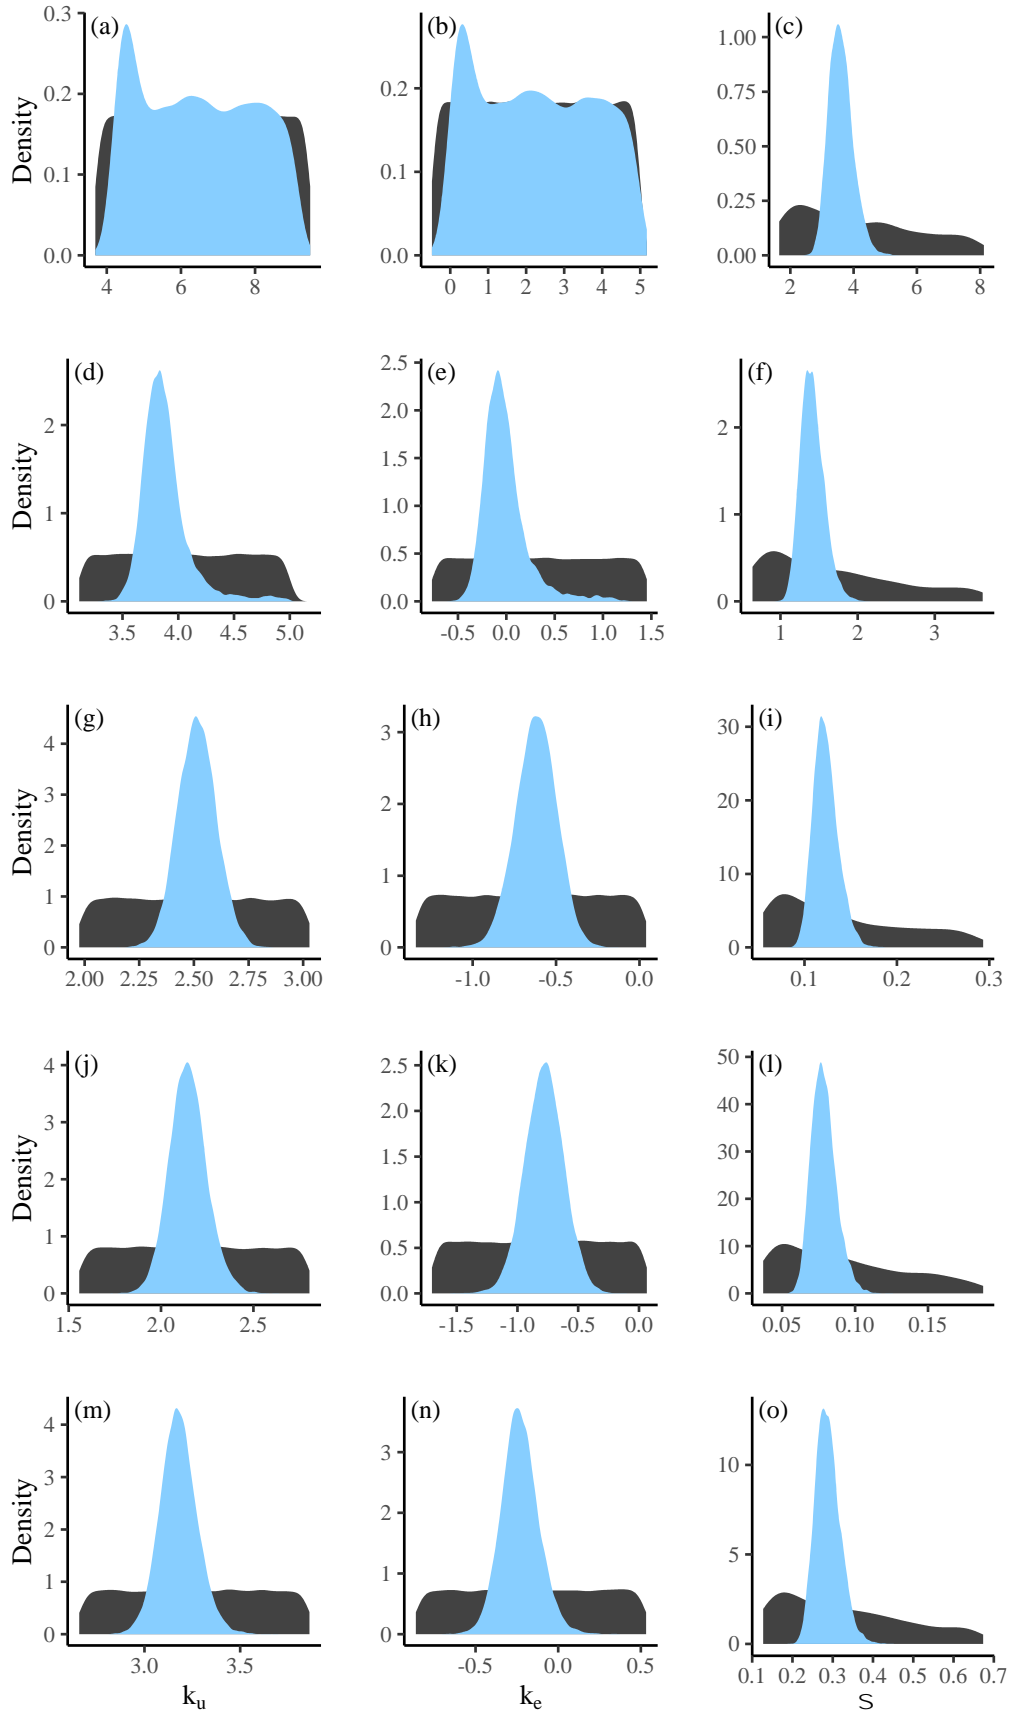 (a)
(b)
(c)
Density
0.3
0.2
0.1
0.0
4 6 8
0.2
0.1
0.0
0 1 2 3 4 5
1.00
0.75
0.50
0.25
0.00
2 4 6 8
(d)
(e)
(f)
Density
2
1
0
3.5 4.0 4.5 5.0
2.5
2.0
1.5
1.0
0.5
0.0
-0.5 0.0 0.5 1.0 1.5
2
1
0
1 2 3
(g)
(h)
(i)
Density
4
3
2
1
0
2.00 2.25 2.50 2.75 3.00
3
2
1
0
-1.0 -0.5 0.0
30
20
10
0
0.1 0.2 0.3
(j)
(k)
(l)
Density
4
3
2
1
0
1.5 2.0 2.5
2.5
2.0
1.5
1.0
0.5
0.0
-1.5 -1.0 -0.5 0.0
50
40
30
20
10
0
0.05 0.10 0.15
(m)
(n)
(o)
Density
4
3
2
1
0
3.0 3.5
k_u
3
2
1
0
-0.5 0.0 0.5
k_e
10
5
0
0.1 0.2 0.3 0.4 0.5 0.6 0.7
S